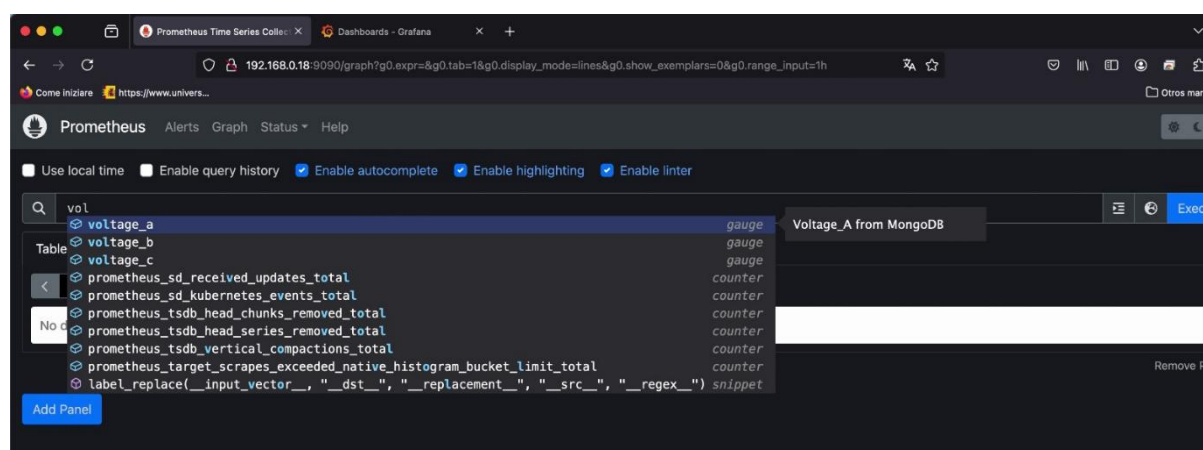 Prometheus Time Series Collec
Dashboards - Grafana
192.168.0.18:9090/graph?g0.expr=&g0.tab=1&g0.display_mode=lines&g0.show_exemplars=0&g0.range_input=1h
Come iniziare https://www.univers...
Otros mar
Prometheus Alerts Graph Status Help
Use local time Enable query history Enable autocomplete Enable highlighting Enable linter
vol
Exec
voltage_a gauge Voltage_A from MongoDB
voltage_b gauge
Table
voltage_c gauge
prometheus_sd_received_updates_total counter
prometheus_sd_kubernetes_events_total counter
prometheus_tsdb_head_chunks_removed_total counter
No d
prometheus_tsdb_head_series_removed_total counter
prometheus_tsdb_vertical_compactions_total counter
prometheus_target_scrapes_exceeded_native_histogram_bucket_limit_total counter
Remove P
label_replace(__input_vector__, "__dst__", "__replacement__", "__src__", "__regex__") snippet
Add Panel